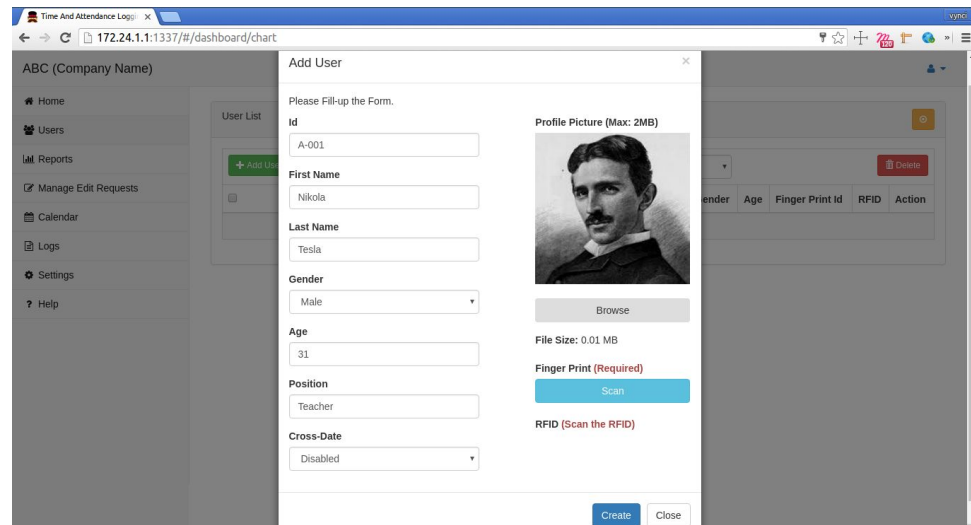 Time And Attendance Loggi
vynci
172.24.1.1:1337/#/dashboard/chart
120
ABC (Company Name)
Home
Users
Reports
Manage Edit Requests
Calendar
Logs
Settings
Help
User List
+ Add Use
Delete
ender Age Finger Print Id RFID Action
Add User
×
Please Fill-up the Form.
Id
A-001
First Name
Nikola
Last Name
Tesla
Gender
Male
Age
31
Position
Teacher
Cross-Date
Disabled
Profile Picture (Max: 2MB)
Browse
File Size: 0.01 MB
Finger Print (Required)
Scan
RFID (Scan the RFID)
Create Close